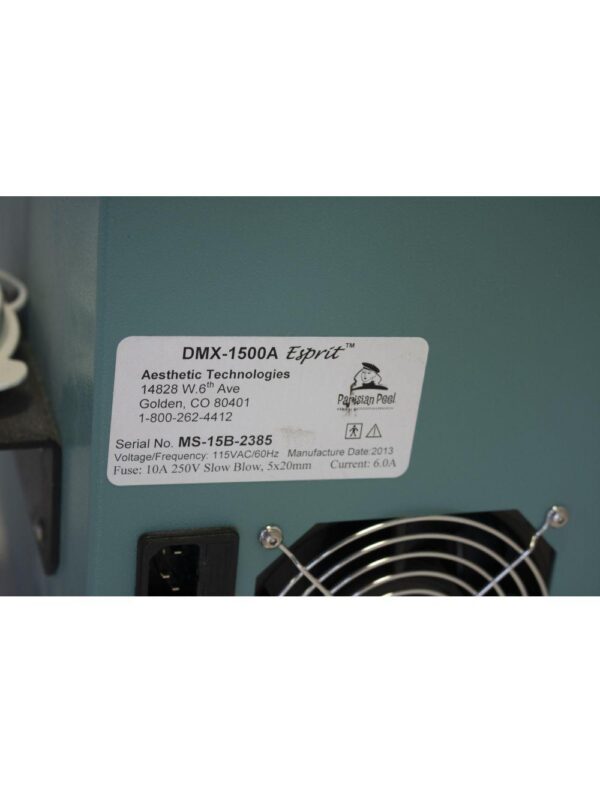 DMX-1500A Esprit™
Aesthetic Technologies
14828 W.6th Ave
Golden, CO 80401
1-800-262-4412
Parisian Peel
Serial No. MS-15B-2385
Voltage/Frequency: 115VAC/60Hz Manufacture Date:2013
Fuse: 10A 250V Slow Blow, 5x20mm Current: 6.0A